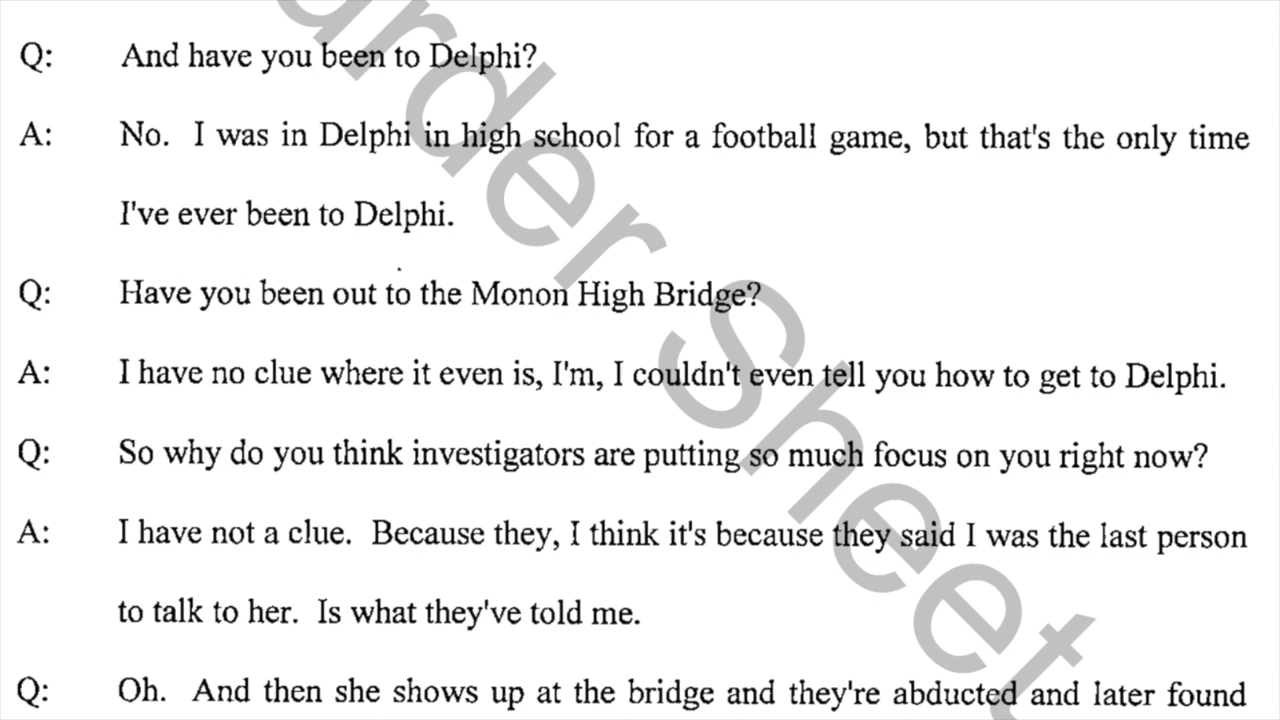 Q: And have you been to Delphi?
A: No. I was in Delphi in high school for a football game, but that's the only time
I've ever been to Delphi.
Q: Have you been out to the Monon High Bridge?
A: I have no clue where it even is, I'm, I couldn't even tell you how to get to Delphi.
Q: So why do you think investigators are putting so much focus on you right now?
A: I have not a clue. Because they, I think it's because they said I was the last person
to talk to her. Is what they've told me.
Q: Oh. And then she shows up at the bridge and they're abducted and later found
urder Sheet